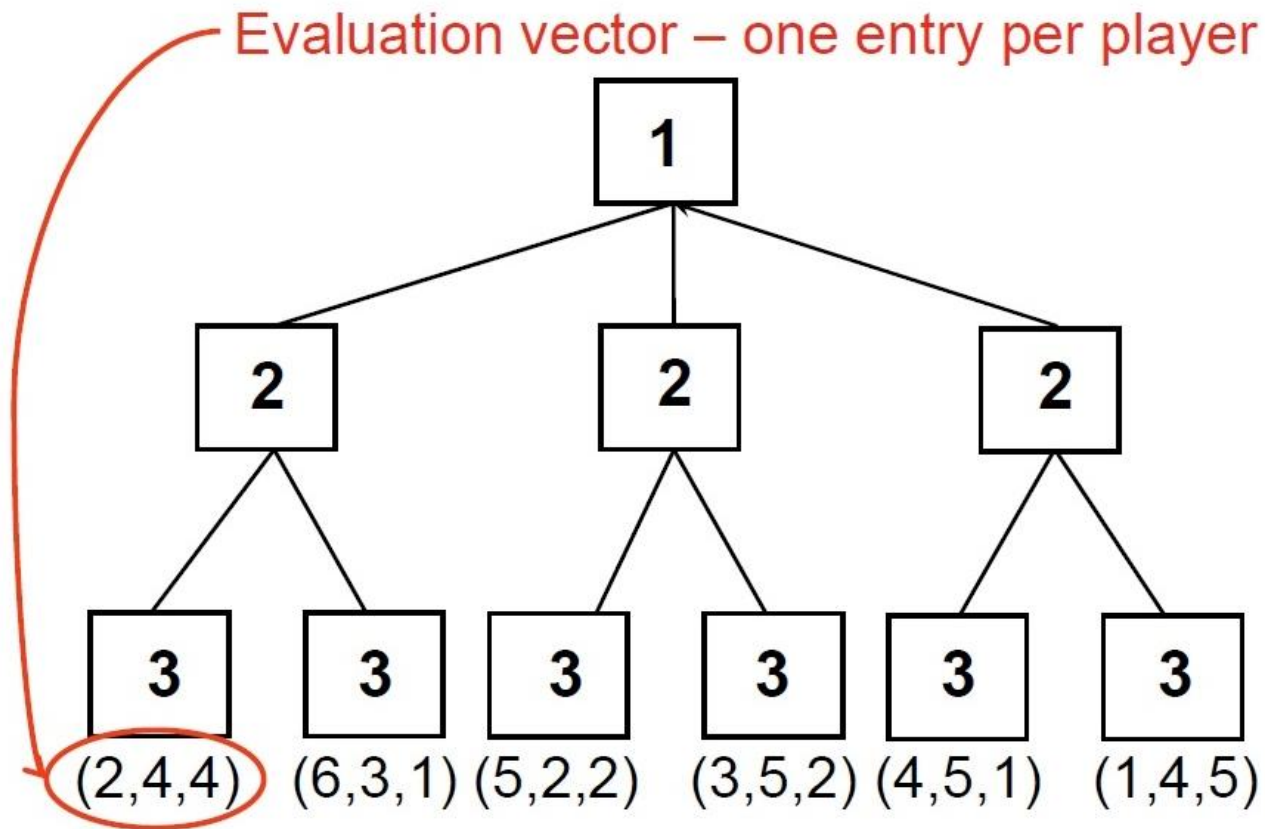 Evaluation vector – one entry per player
1
2 2 2
3 3 3 3 3 3
(2,4,4) (6,3,1) (5,2,2) (3,5,2) (4,5,1) (1,4,5)